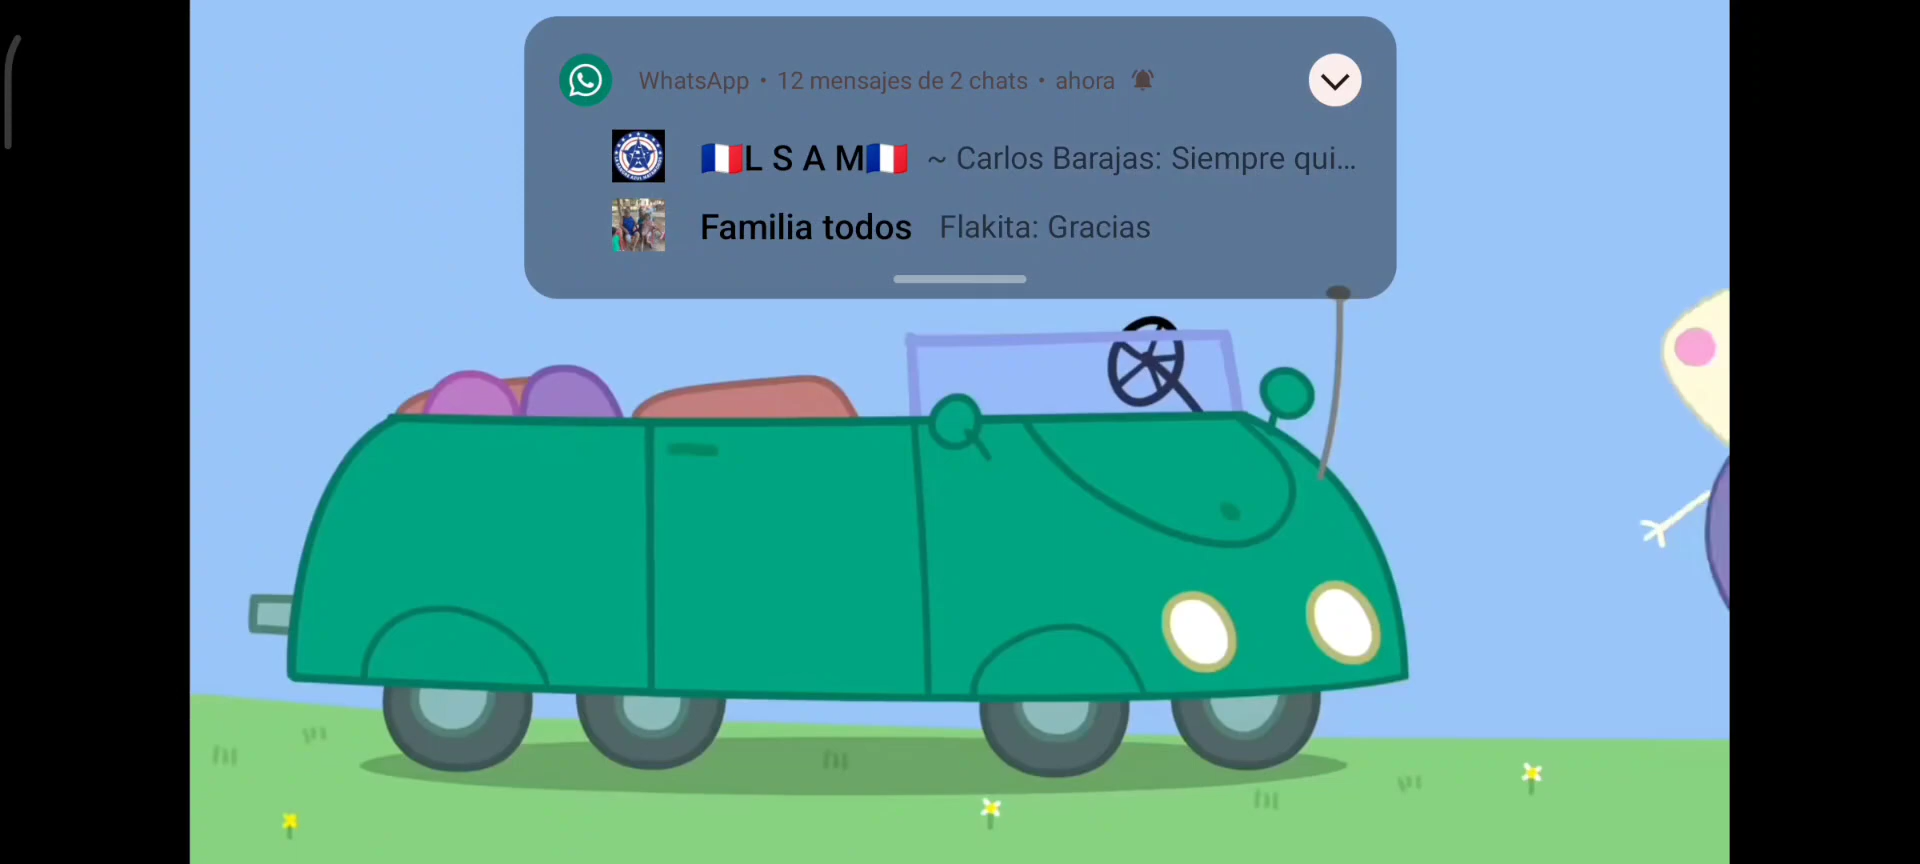 WhatsApp • 12 mensajes de 2 chats • ahora
🇫🇷L S A M🇫🇷 ~ Carlos Barajas: Siempre qui...
Familia todos Flakita: Gracias